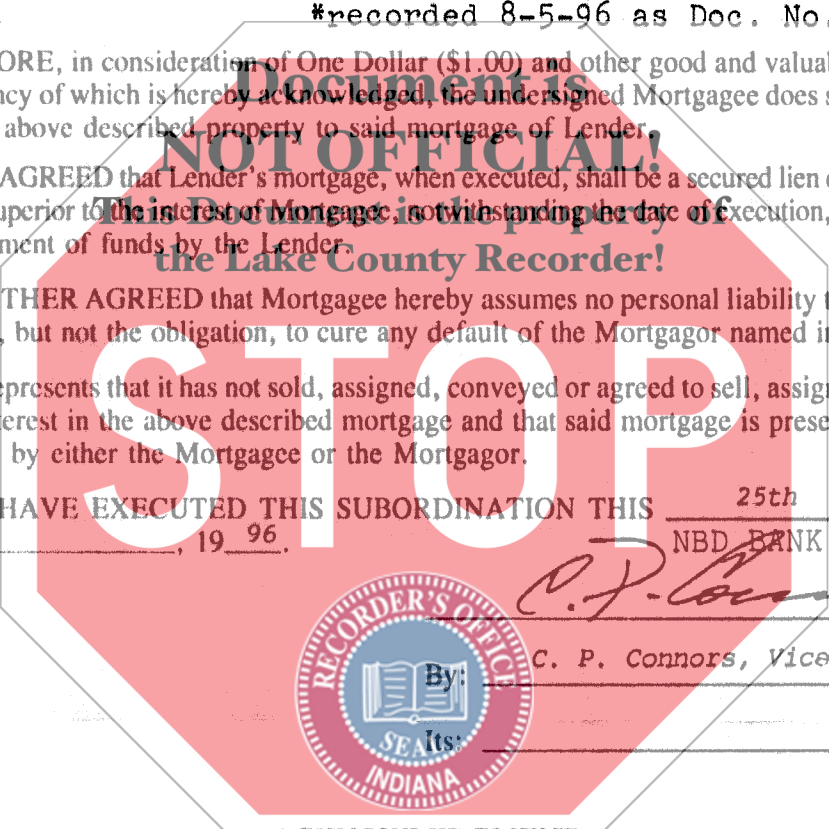 *recorded 8-5-96 as Doc. No.
ORE, in consideration of One Dollar ($1.00) and other good and valual
Document is
ncy of which is hereby acknowledged, the undersigned Mortgagee does s
above described property to said mortgage of Lender.
NOT OFFICIAL!
AGREED that Lender's mortgage, when executed, shall be a secured lien
uperior to the interest of Mortgagee, notwithstanding the date of execution,
This Document is the property of
ment of funds by the Lender.
the Lake County Recorder!
THER AGREED that Mortgagee hereby assumes no personal liability t
, but not the obligation, to cure any default of the Mortgagor named in
STOP
epresents that it has not sold, assigned, conveyed or agreed to sell, assign
terest in the above described mortgage and that said mortgage is prese
by either the Mortgagee or the Mortgagor.
HAVE EXECUTED THIS SUBORDINATION THIS 25th
, 19 96.
NBD BANK
C. P. Conn
RECORDER'S OFFICE
C. P. Connors, Vice
By:
SEAL
Its:
INDIANA